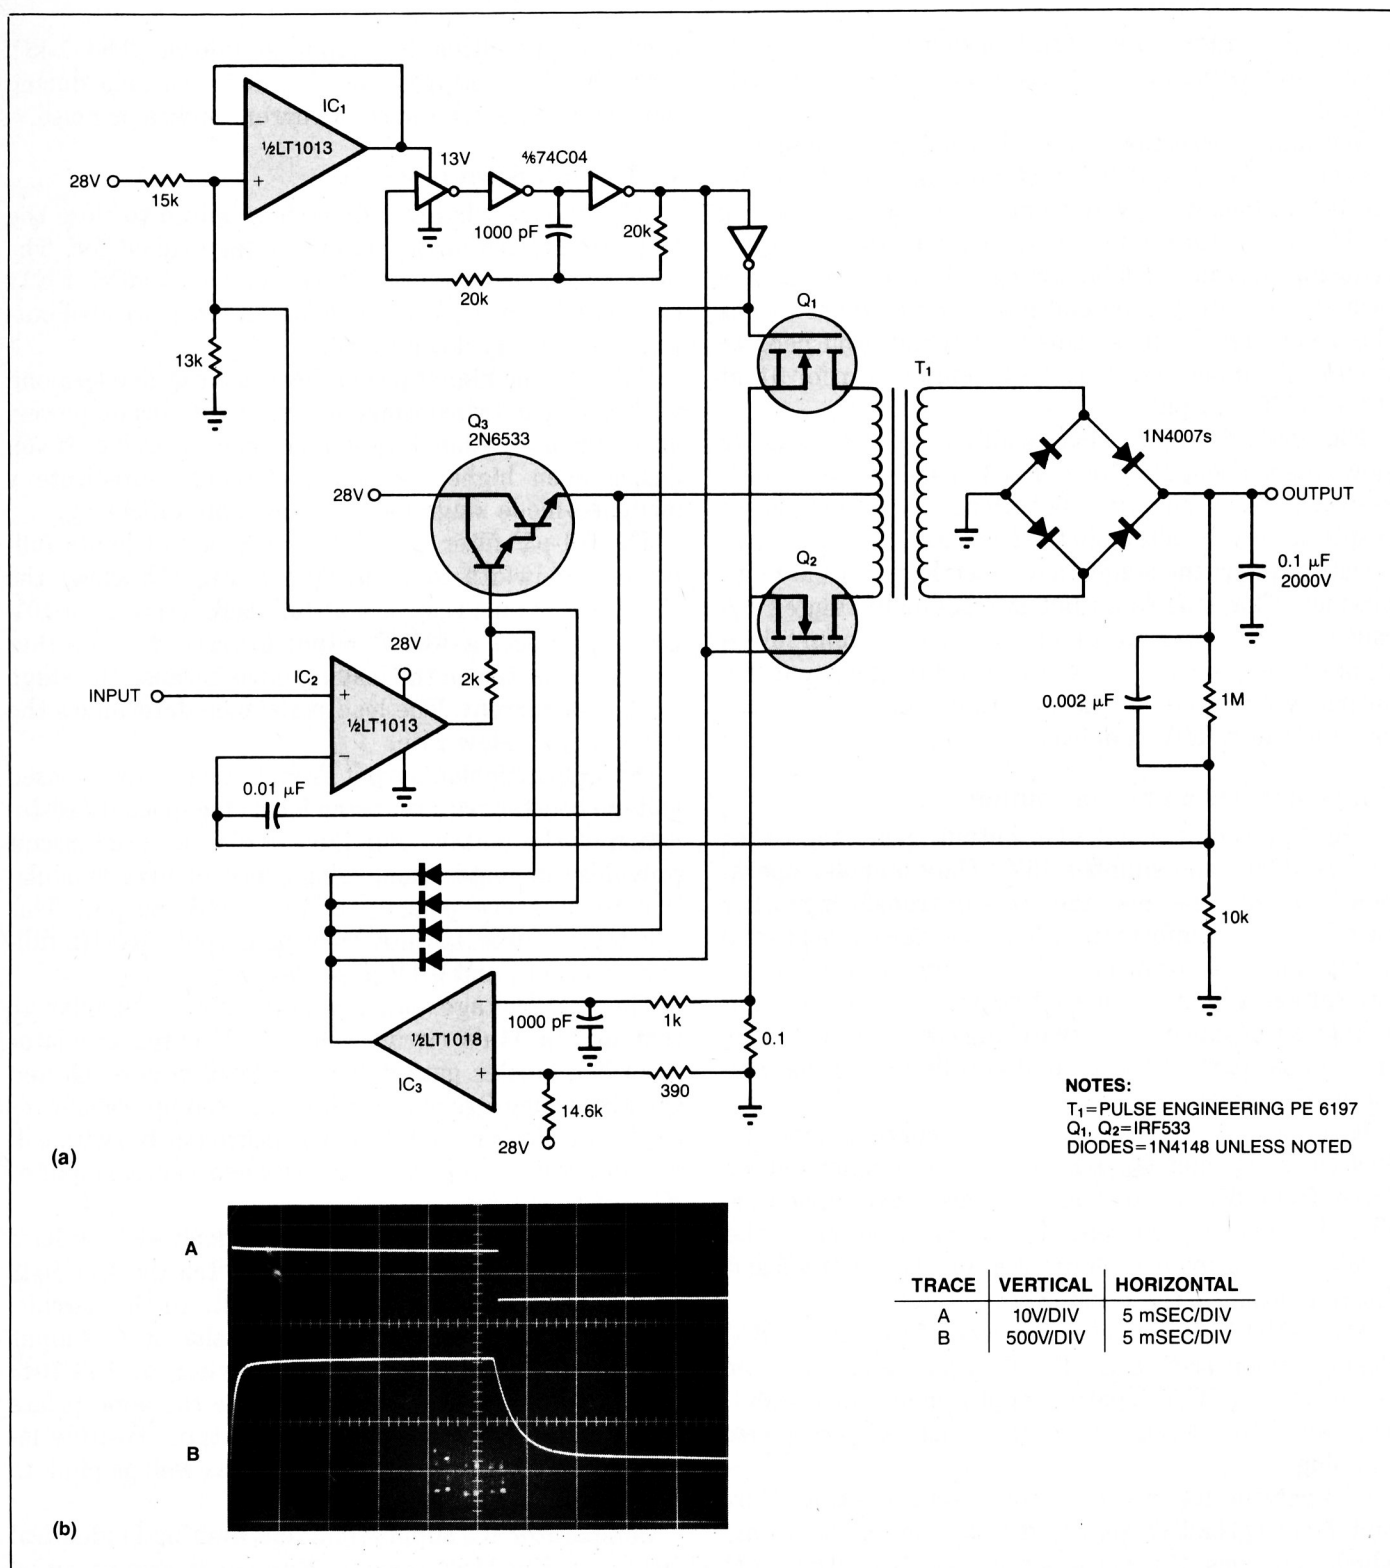 IC₁
½LT1013
−
+
28V
15k
13k
13V
⁴⁄₆74C04
1000 pF
20k
20k
Q₁
T₁
1N4007s
Q₃
2N6533
28V
OUTPUT
0.1 µF
2000V
Q₂
28V
2k
IC₂
INPUT
+
½LT1013
−
0.002 µF
1M
0.01 µF
10k
−
1000 pF
1k
½LT1018
0.1
+
IC₃
390
14.6k
28V
NOTES:
T₁=PULSE ENGINEERING PE 6197
Q₁, Q₂=IRF533
DIODES=1N4148 UNLESS NOTED
(a)
A
B
TRACE VERTICAL HORIZONTAL
A 10V/DIV 5 mSEC/DIV
B 500V/DIV 5 mSEC/DIV
(b)